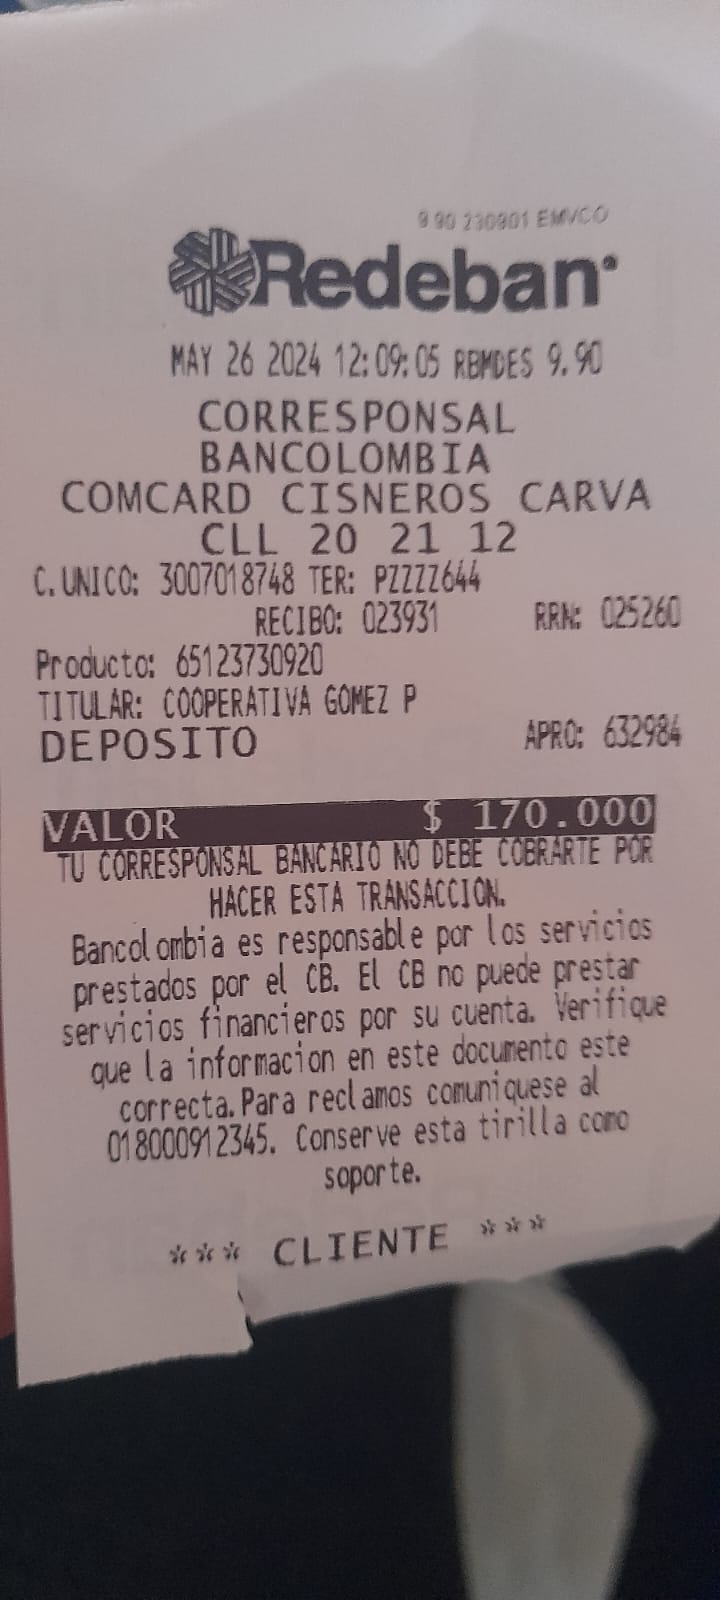 9 90 230901 EMVCO
Redeban
MAY 26 2024 12:09:05 RBMDES 9.90
CORRESPONSAL
BANCOLOMBIA
COMCARD CISNEROS CARVA
CLL 20 21 12
C.UNICO: 3007018748 TER: PZZZZ644
RECIBO: 023931 RRN: 025260
Producto: 65123730920
TITULAR: COOPERATIVA GOMEZ P
DEPOSITO APRO: 632984
VALOR $ 170.000
TU CORRESPONSAL BANCARIO NO DEBE COBRARTE POR
HACER ESTA TRANSACCION.
Bancolombia es responsable por los servicios
prestados por el CB. El CB no puede prestar
servicios financieros por su cuenta. Verifique
que la informacion en este documento este
correcta.Para reclamos comuniquese al
018000912345. Conserve esta tirilla como
soporte.
*** CLIENTE ***